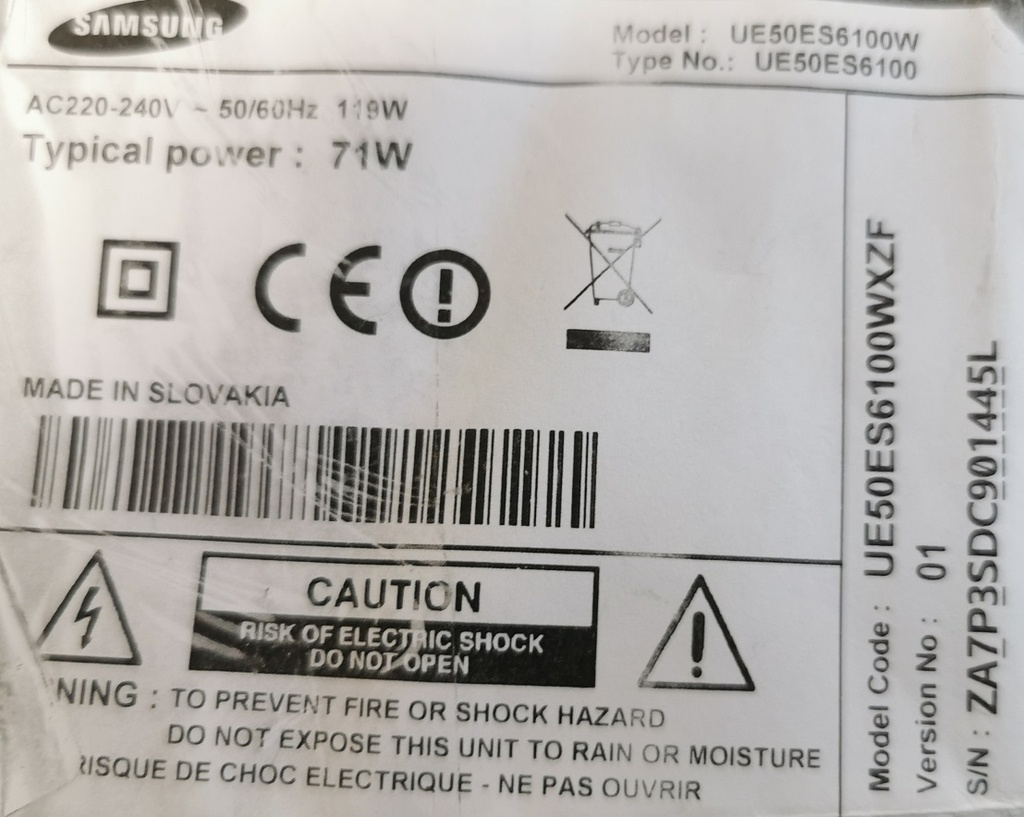 SAMSUNG
Model : UE50ES6100W
Type No.: UE50ES6100
AC220-240V ~ 50/60Hz 119W
Typical power : 71W
CE
MADE IN SLOVAKIA
CAUTION
RISK OF ELECTRIC SHOCK
DO NOT OPEN
NING : TO PREVENT FIRE OR SHOCK HAZARD
DO NOT EXPOSE THIS UNIT TO RAIN OR MOISTURE
RISQUE DE CHOC ELECTRIQUE - NE PAS OUVRIR
Model Code : UE50ES6100WXZF
Version No : 01
S/N : ZA7P3SDC901445L